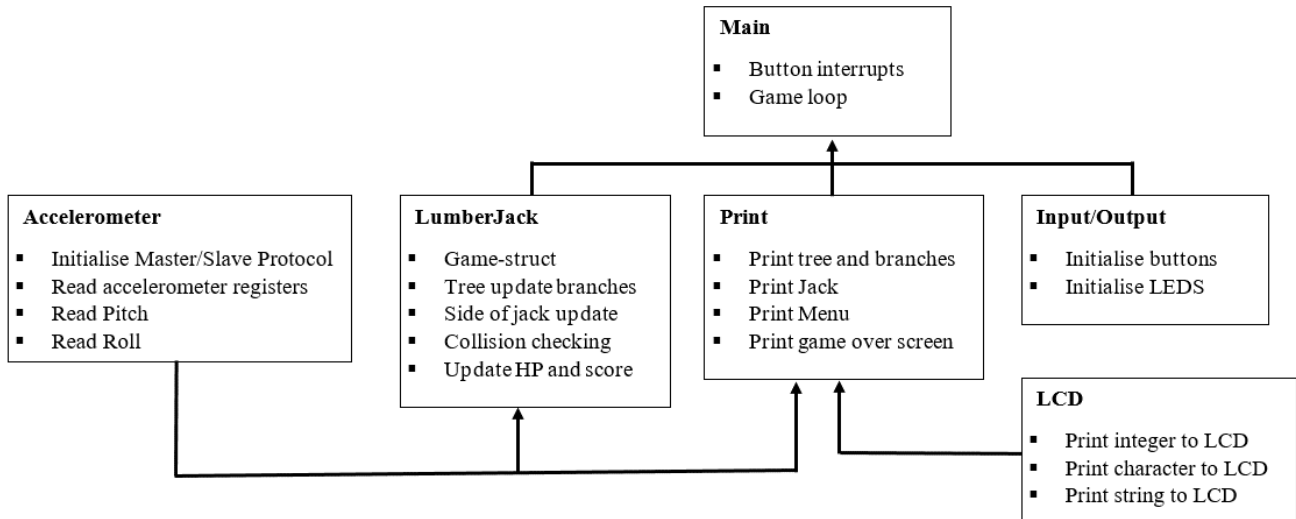 Main
▪ Button interrupts
▪ Game loop
Accelerometer
▪ Initialise Master/Slave Protocol
▪ Read accelerometer registers
▪ Read Pitch
▪ Read Roll
LumberJack
▪ Game-struct
▪ Tree update branches
▪ Side of jack update
▪ Collision checking
▪ Update HP and score
Print
▪ Print tree and branches
▪ Print Jack
▪ Print Menu
▪ Print game over screen
Input/Output
▪ Initialise buttons
▪ Initialise LEDS
LCD
▪ Print integer to LCD
▪ Print character to LCD
▪ Print string to LCD